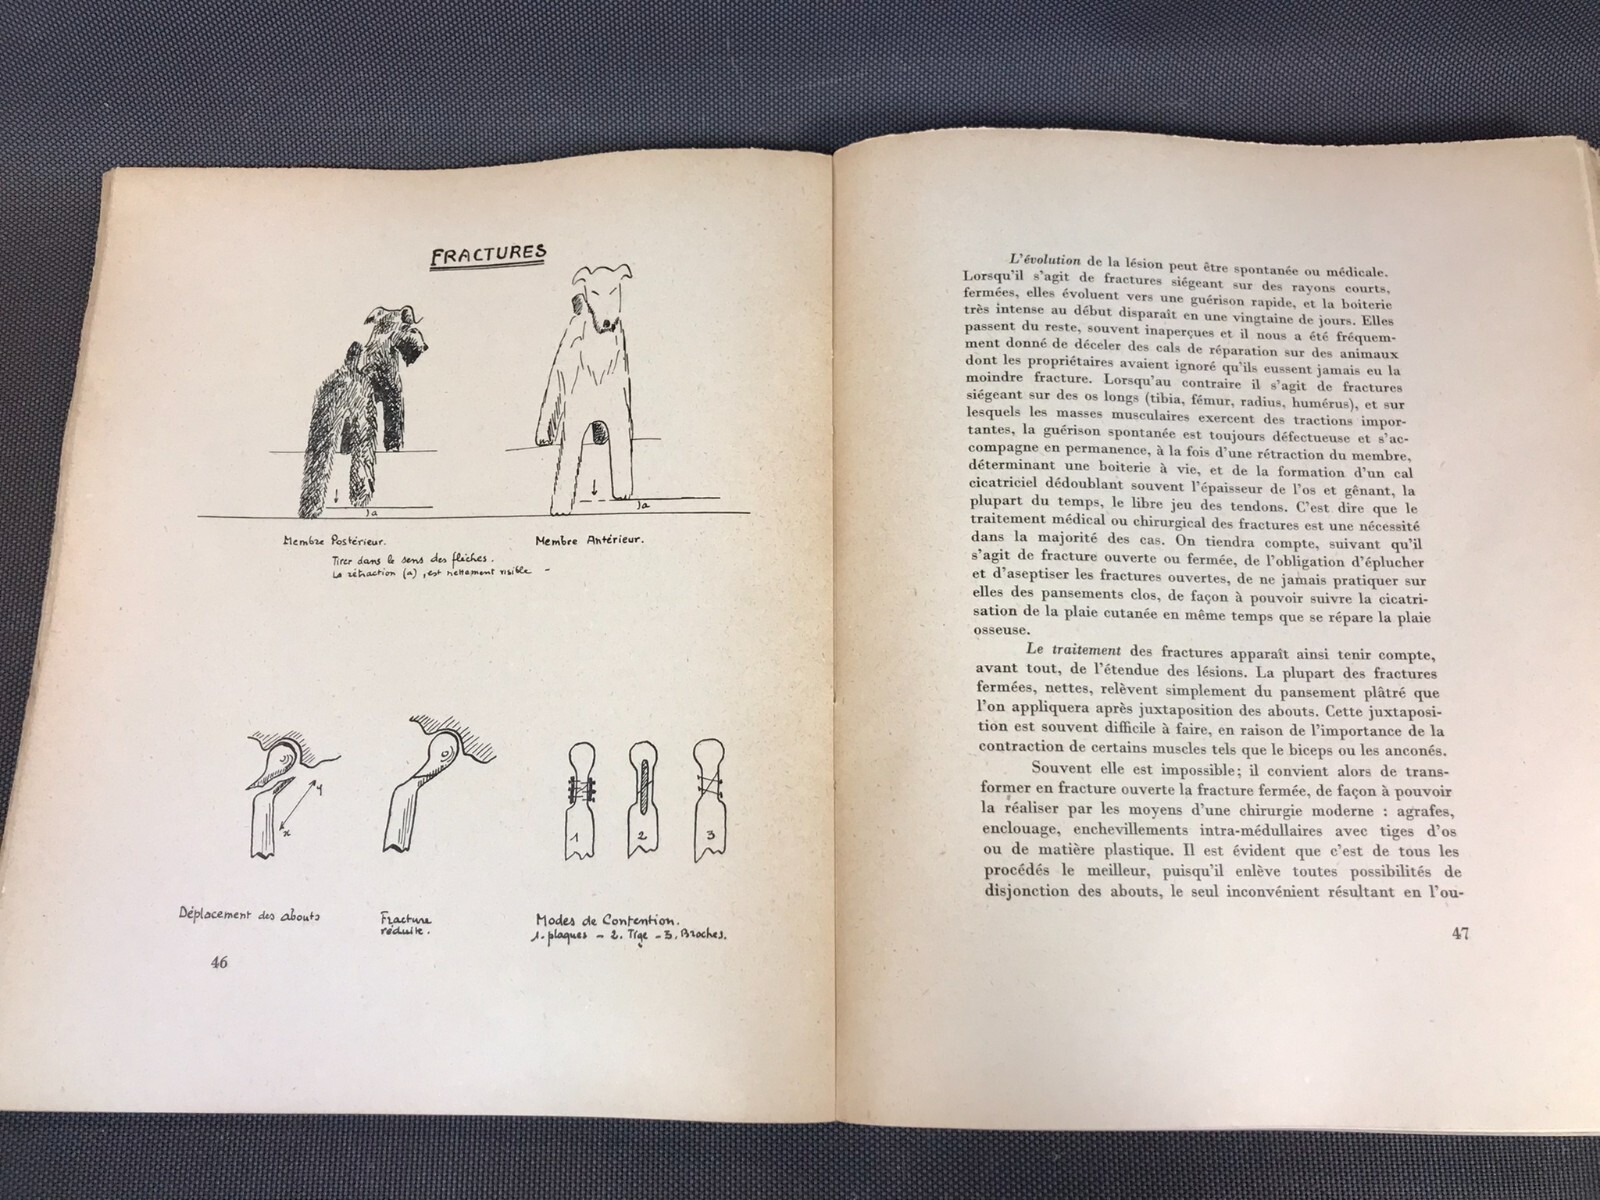 FRACTURES
a
a
Membre Postérieur.
Membre Antérieur.
Tirer dans le sens des flèches.
La rétraction (a), est nettement visible -
y
x
1
2
3
Déplacement des abouts
Fracture
réduite.
Modes de Contention.
1. plaques - 2. Tige - 3. Broches.
46
L'évolution de la lésion peut être spontanée ou médicale.
Lorsqu'il s'agit de fractures siégeant sur des rayons courts,
fermées, elles évoluent vers une guérison rapide, et la boiterie
très intense au début disparaît en une vingtaine de jours. Elles
passent du reste, souvent inaperçues et il nous a été fréquem-
ment donné de déceler des cals de réparation sur des animaux
dont les propriétaires avaient ignoré qu'ils eussent jamais eu la
moindre fracture. Lorsqu'au contraire il s'agit de fractures
siégeant sur des os longs (tibia, fémur, radius, humérus), et sur
lesquels les masses musculaires exercent des tractions impor-
tantes, la guérison spontanée est toujours défectueuse et s'ac-
compagne en permanence, à la fois d'une rétraction du membre,
déterminant une boiterie à vie, et de la formation d'un cal
cicatriciel dédoublant souvent l'épaisseur de l'os et gênant, la
plupart du temps, le libre jeu des tendons. C'est dire que le
traitement médical ou chirurgical des fractures est une nécessité
dans la majorité des cas. On tiendra compte, suivant qu'il
s'agit de fracture ouverte ou fermée, de l'obligation d'éplucher
et d'aseptiser les fractures ouvertes, de ne jamais pratiquer sur
elles des pansements clos, de façon à pouvoir suivre la cicatri-
sation de la plaie cutanée en même temps que se répare la plaie
osseuse.
Le traitement des fractures apparaît ainsi tenir compte,
avant tout, de l'étendue des lésions. La plupart des fractures
fermées, nettes, relèvent simplement du pansement plâtré que
l'on appliquera après juxtaposition des abouts. Cette juxtaposi-
tion est souvent difficile à faire, en raison de l'importance de la
contraction de certains muscles tels que le biceps ou les anconés.
Souvent elle est impossible; il convient alors de trans-
former en fracture ouverte la fracture fermée, de façon à pouvoir
la réaliser par les moyens d'une chirurgie moderne : agrafes,
enclouage, enchevillements intra-médullaires avec tiges d'os
ou de matière plastique. Il est évident que c'est de tous les
procédés le meilleur, puisqu'il enlève toutes possibilités de
disjonction des abouts, le seul inconvénient résultant en l'ou-
47